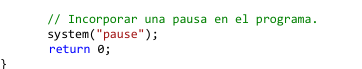 // Incorporar una pausa en el programa.
system("pause");
return 0;
}